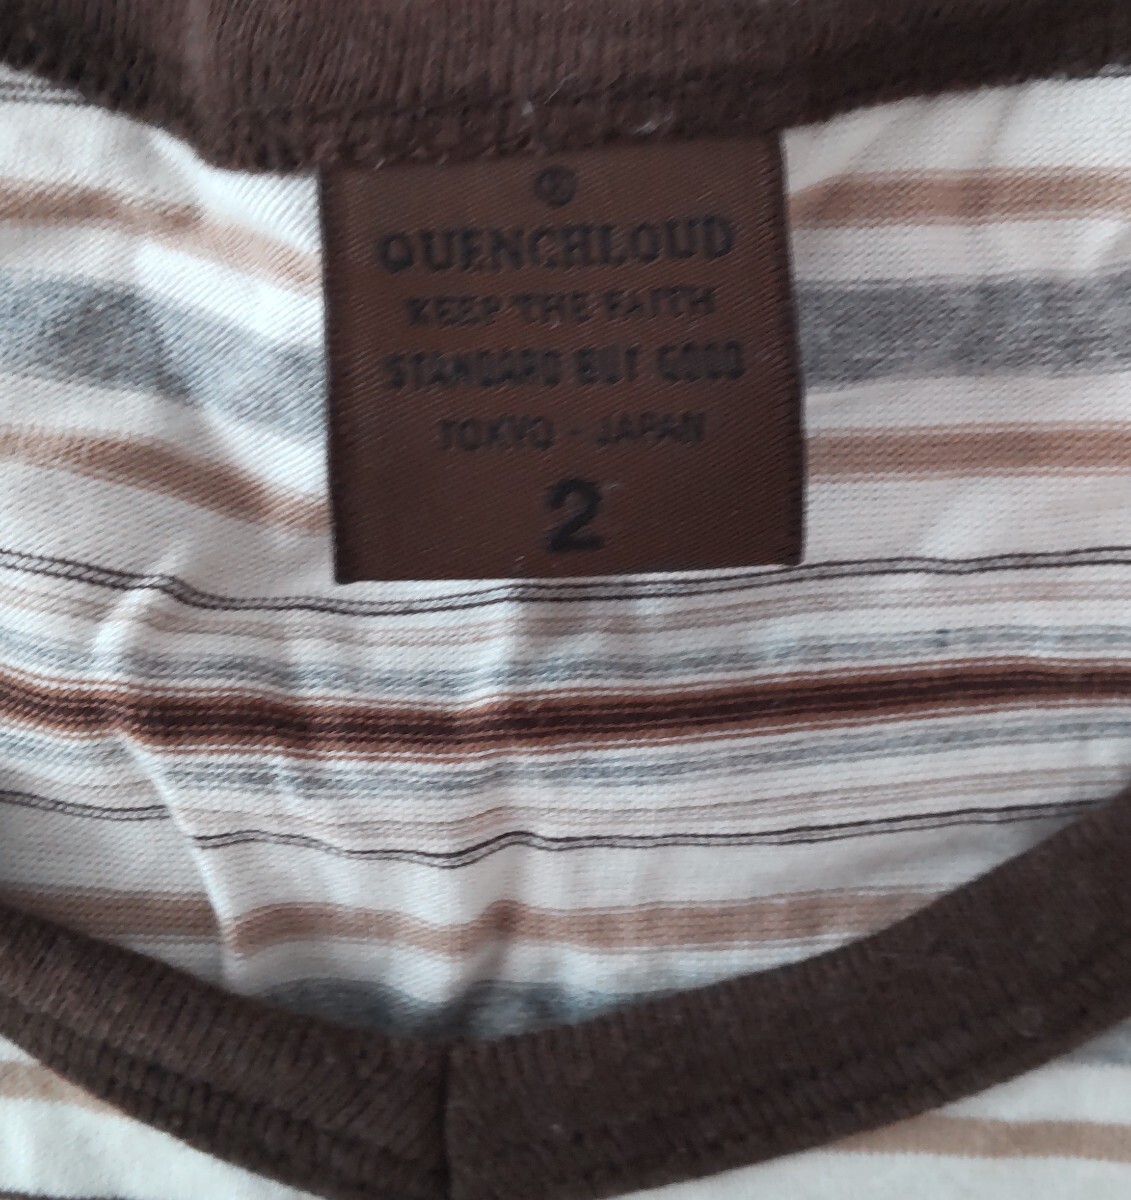 QUENCHLOUD
KEEP THE FAITH
STANDARD BUT GOOD
TOKYO - JAPAN
2